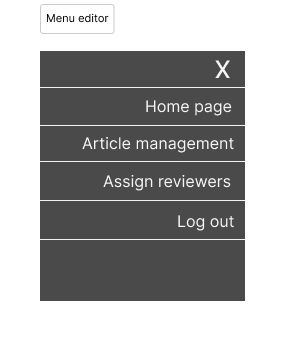 Menu editor
X
Home page
Article management
Assign reviewers
Log out